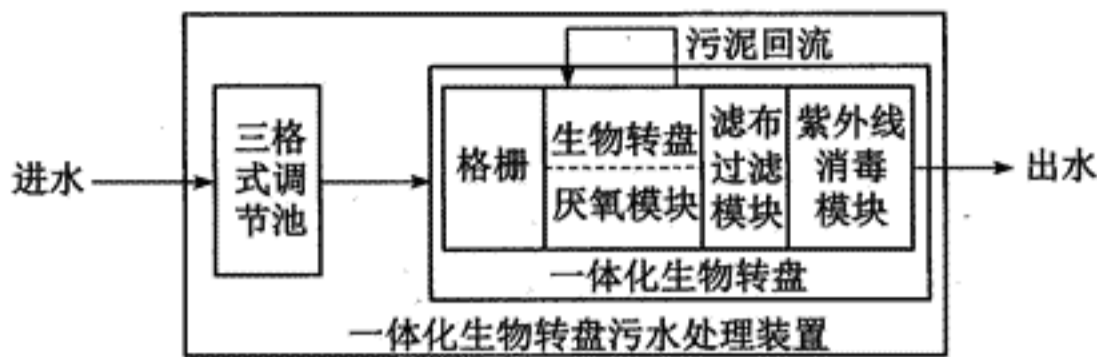 污泥回流
进水
三格
式调
节池
格栅
生物转盘
厌氧模块
滤布
过滤
模块
紫外线
消毒
模块
出水
一体化生物转盘
一体化生物转盘污水处理装置